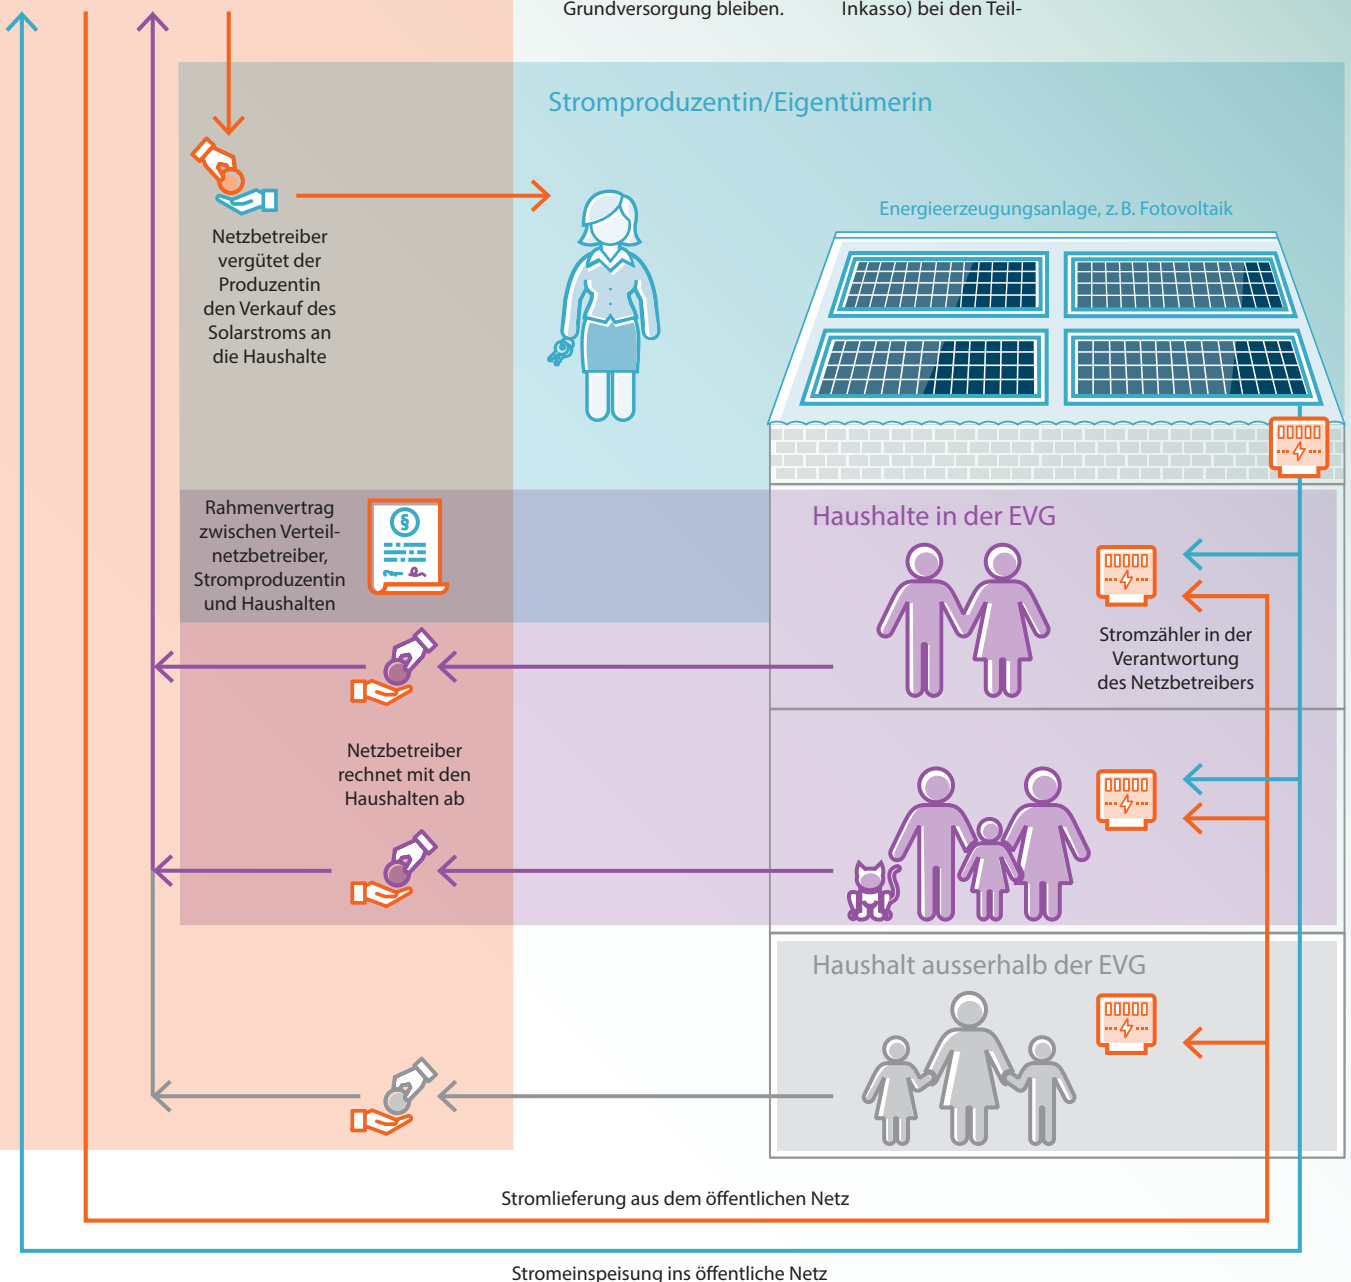 Grundversorgung bleiben.
Inkasso) bei den Teil-
Stromproduzentin/Eigentümerin
Energieerzeugungsanlage, z. B. Fotovoltaik
Netzbetreiber
vergütet der
Produzentin
den Verkauf des
Solarstroms an
die Haushalte
Rahmenvertrag
zwischen Verteil-
netzbetreiber,
Stromproduzentin
und Haushalten
§
Haushalte in der EVG
Stromzähler in der
Verantwortung
des Netzbetreibers
Netzbetreiber
rechnet mit den
Haushalten ab
Haushalt ausserhalb der EVG
Stromlieferung aus dem öffentlichen Netz
Stromeinspeisung ins öffentliche Netz